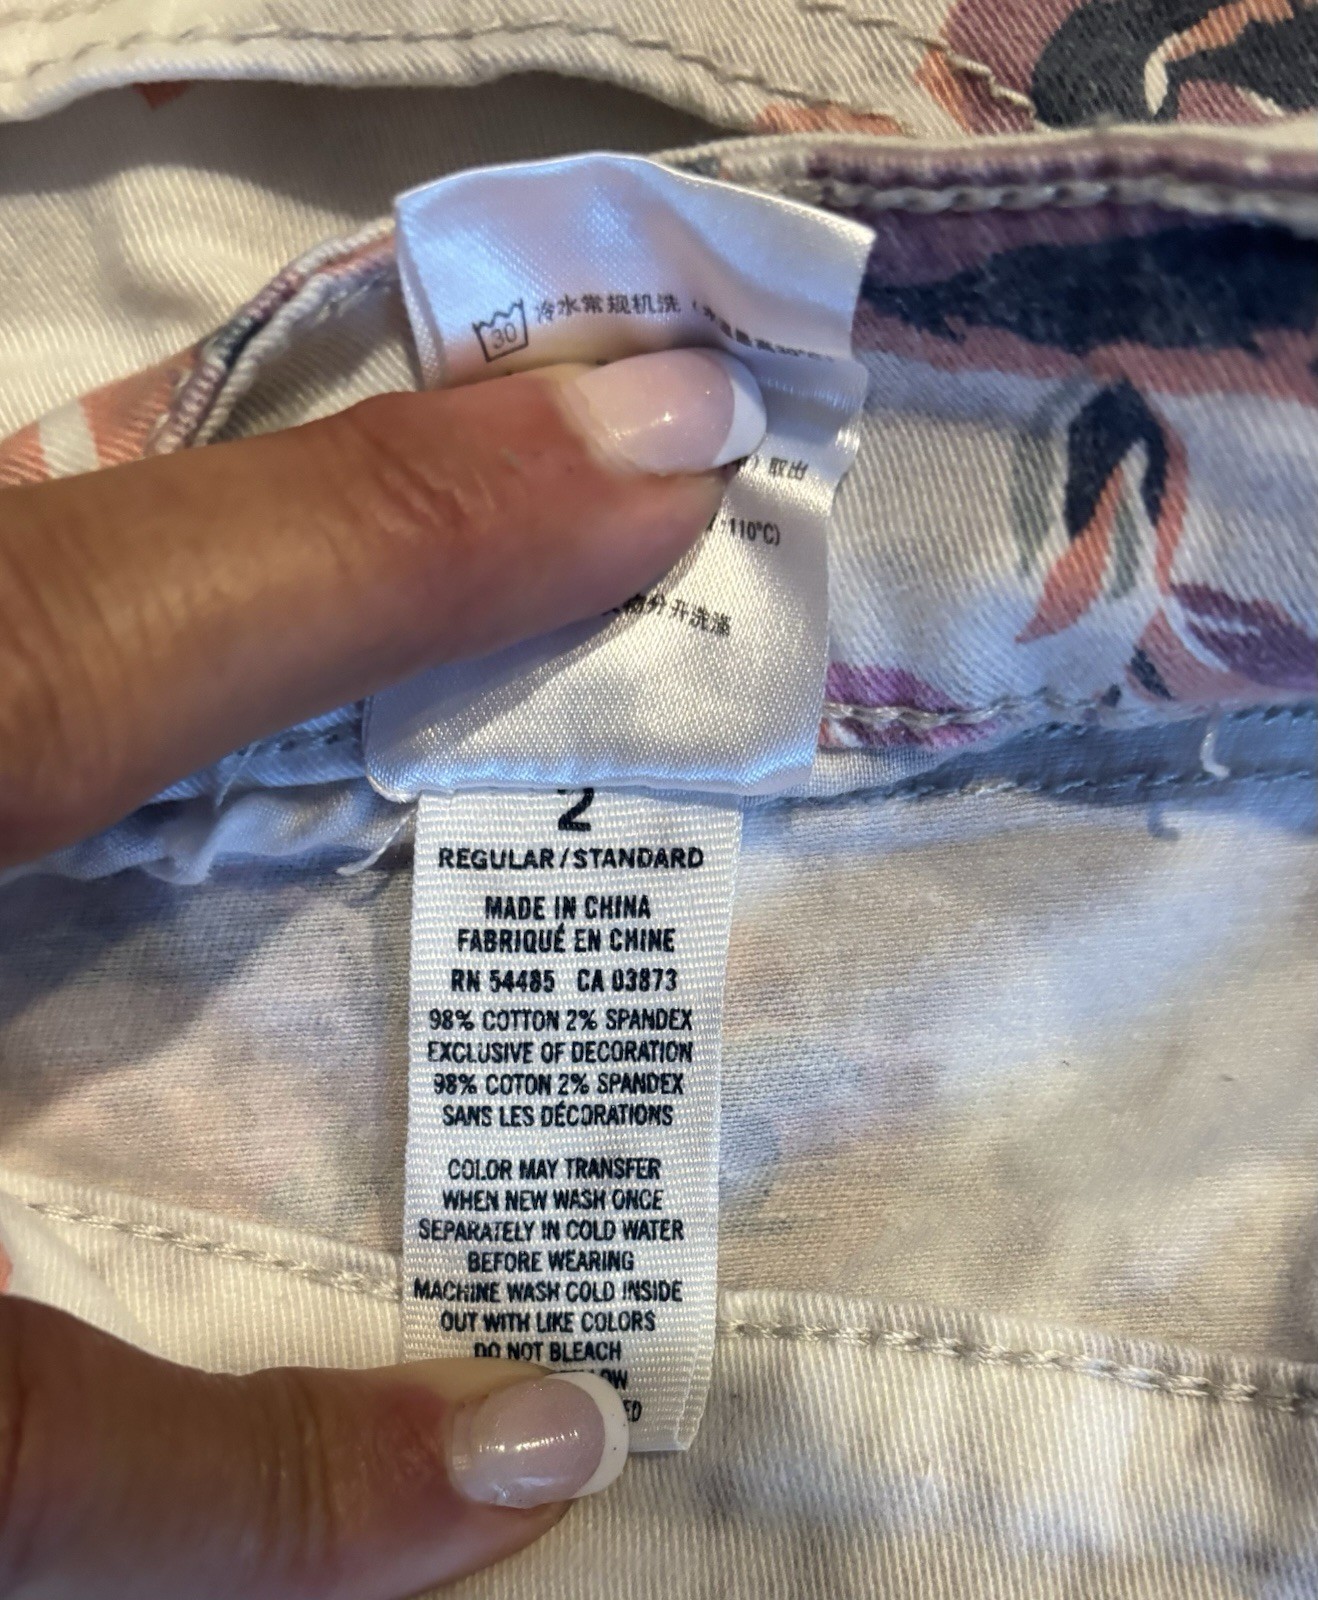 30 冷水常规机洗
取出
110°C)
分开洗涤
2
REGULAR/STANDARD
MADE IN CHINA
FABRIQUÉ EN CHINE
RN 54485 CA 03873
98% COTTON 2% SPANDEX
EXCLUSIVE OF DECORATION
98% COTON 2% SPANDEX
SANS LES DÉCORATIONS
COLOR MAY TRANSFER
WHEN NEW WASH ONCE
SEPARATELY IN COLD WATER
BEFORE WEARING
MACHINE WASH COLD INSIDE
OUT WITH LIKE COLORS
DO NOT BLEACH